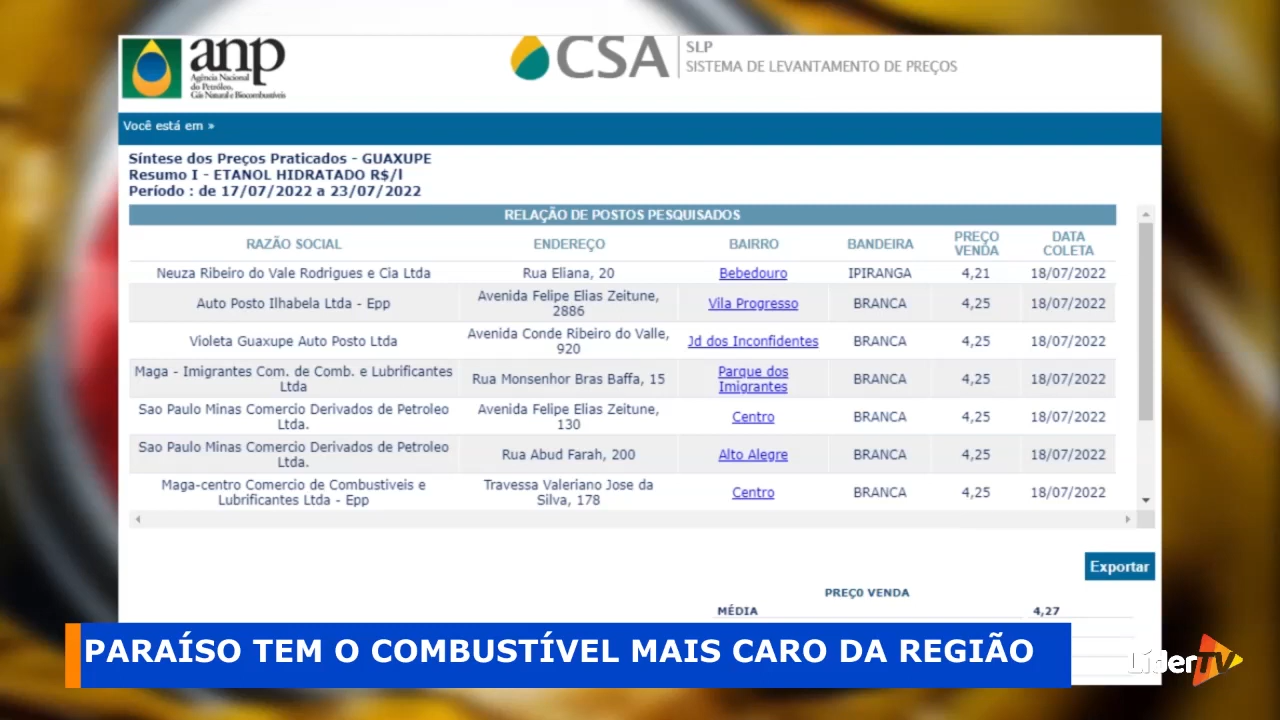 anp
Agência Nacional
do Petróleo,
Gás Natural e Biocombustíveis
CSA
SLP
SISTEMA DE LEVANTAMENTO DE PREÇOS
Você está em »
Síntese dos Preços Praticados - GUAXUPE
Resumo I - ETANOL HIDRATADO R$/l
Período : de 17/07/2022 a 23/07/2022
RELAÇÃO DE POSTOS PESQUISADOS
RAZÃO SOCIAL ENDEREÇO BAIRRO BANDEIRA PREÇO VENDA DATA COLETA
Neuza Ribeiro do Vale Rodrigues e Cia Ltda Rua Eliana, 20 Bebedouro IPIRANGA 4,21 18/07/2022
Auto Posto Ilhabela Ltda - Epp Avenida Felipe Elias Zeitune, 2886 Vila Progresso BRANCA 4,25 18/07/2022
Violeta Guaxupe Auto Posto Ltda Avenida Conde Ribeiro do Valle, 920 Jd dos Inconfidentes BRANCA 4,25 18/07/2022
Maga - Imigrantes Com. de Comb. e Lubrificantes Ltda Rua Monsenhor Bras Baffa, 15 Parque dos Imigrantes BRANCA 4,25 18/07/2022
Sao Paulo Minas Comercio Derivados de Petroleo Ltda. Avenida Felipe Elias Zeitune, 130 Centro BRANCA 4,25 18/07/2022
Sao Paulo Minas Comercio Derivados de Petroleo Ltda. Rua Abud Farah, 200 Alto Alegre BRANCA 4,25 18/07/2022
Maga-centro Comercio de Combustiveis e Lubrificantes Ltda - Epp Travessa Valeriano Jose da Silva, 178 Centro BRANCA 4,25 18/07/2022
Exportar
PREÇO VENDA
MÉDIA 4,27
PARAÍSO TEM O COMBUSTÍVEL MAIS CARO DA REGIÃO
LíderTV